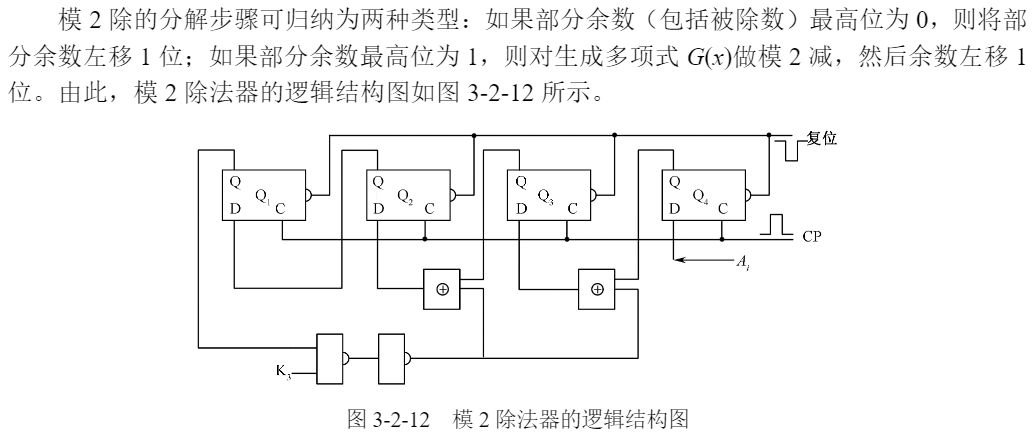 模 2 除的分解步骤可归纳为两种类型：如果部分余数（包括被除数）最高位为 0，则将部
分余数左移 1 位；如果部分余数最高位为 1，则对生成多项式 G(x)做模 2 减，然后余数左移 1
位。由此，模 2 除法器的逻辑结构图如图 3-2-12 所示。
复位
Q Q Q Q
Q₁ Q₂ Q₃ Q₄
D C D C D C D C
CP
Aᵢ
⊕ ⊕
K₃
图 3-2-12 模 2 除法器的逻辑结构图